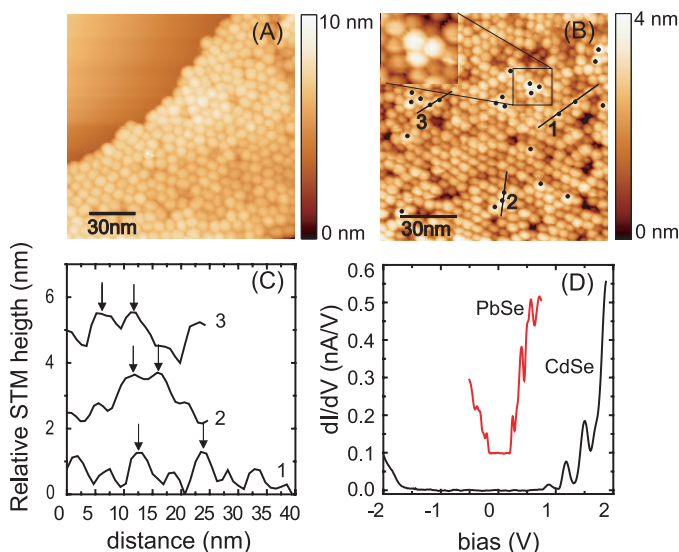 (A)
30nm
10 nm
0 nm
(B)
1
2
3
30nm
4 nm
0 nm
(C)
Relative STM heigth (nm)
0
2
4
6
3
2
1
0
5
10
15
20
25
30
35
40
distance (nm)
(D)
PbSe
CdSe
dI/dV (nA/V)
0.0
0.1
0.2
0.3
0.4
0.5
0.6
-2
-1
0
1
2
bias (V)